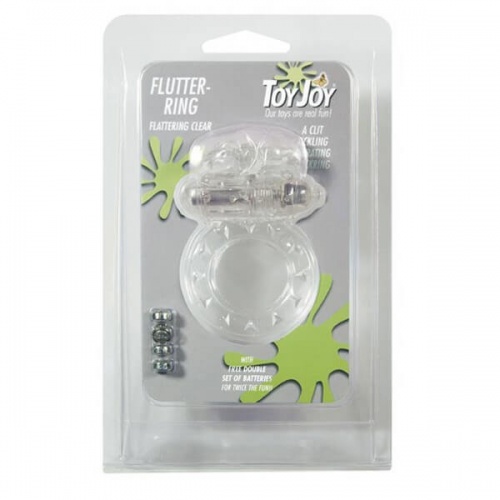 FLUTTER-
RING
FLATTERING CLEAR
TOYJOY
Our toys are real fun!
A CLIT
WITH
FREE DOUBLE
SET OF BATTERIES
FOR TWICE THE FUN!